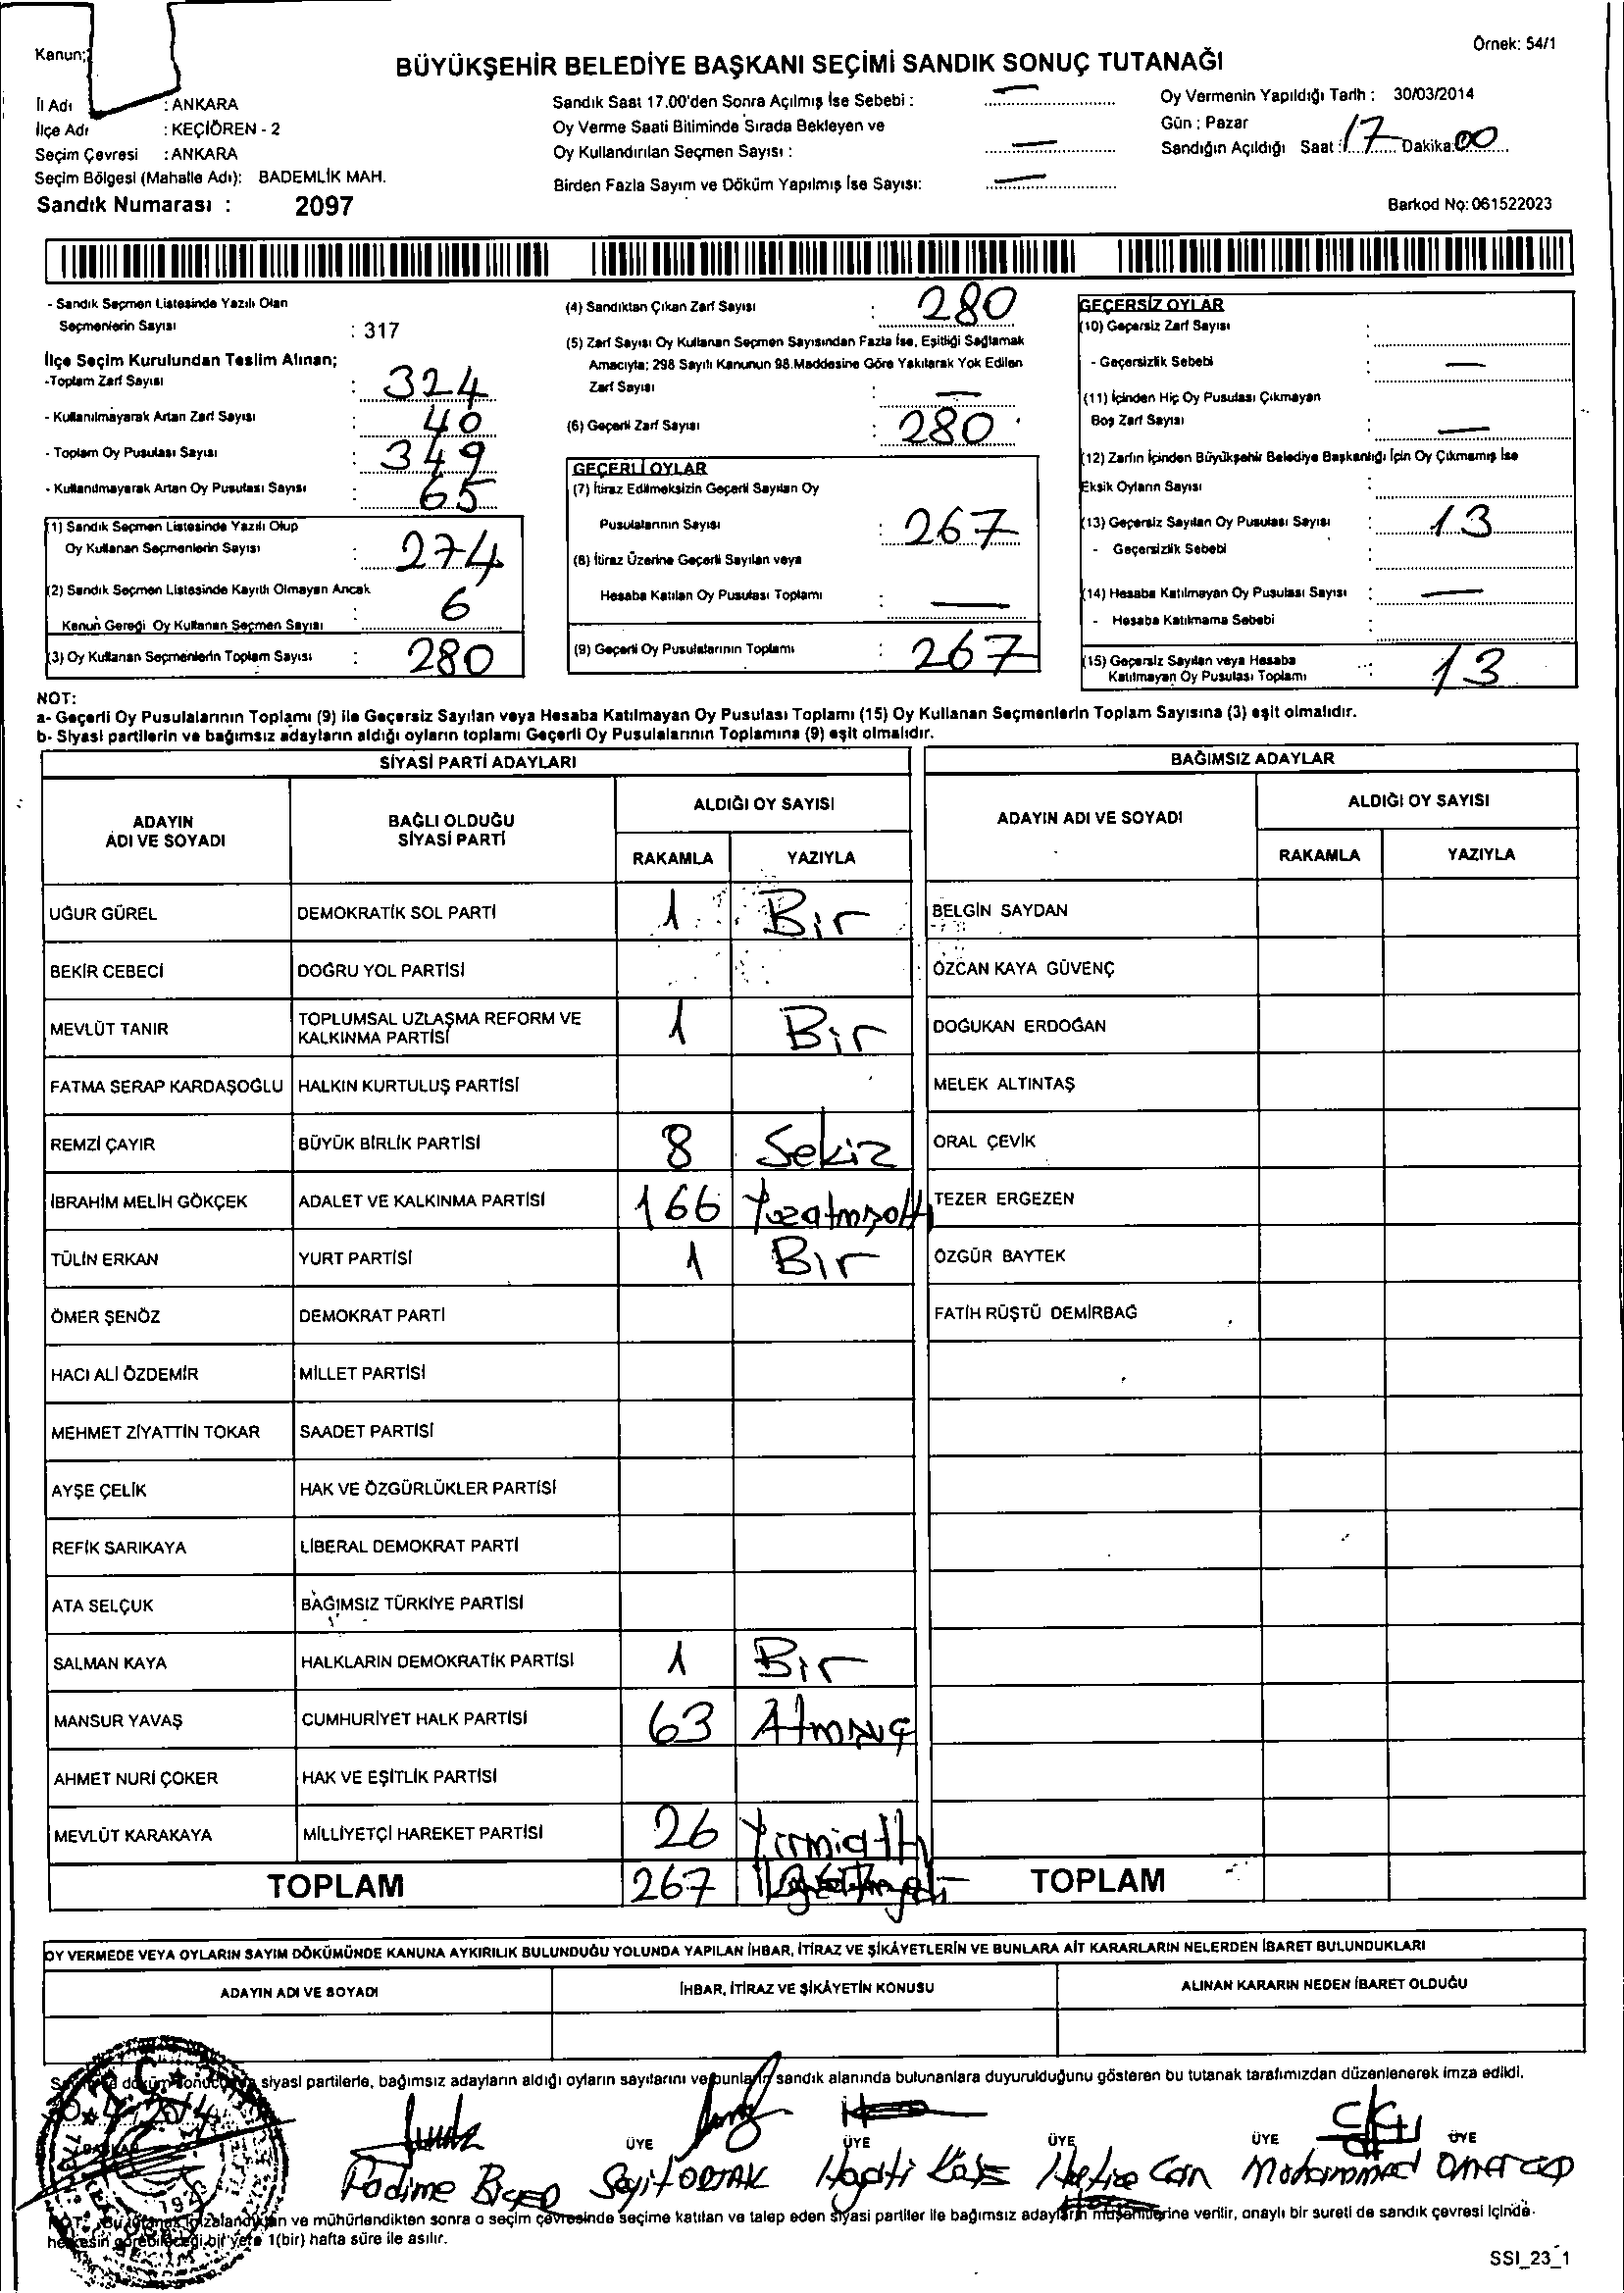 Kanun;
Örnek: 54/1
BÜYÜKŞEHİR BELEDİYE BAŞKANI SEÇİMİ SANDIK SONUÇ TUTANAĞI
İl Adı : ANKARA
İlçe Adı : KEÇİÖREN - 2
Seçim Çevresi : ANKARA
Seçim Bölgesi (Mahalle Adı): BADEMLİK MAH.
Sandık Numarası : 2097
Sandık Saat 17.00'den Sonra Açılmış İse Sebebi : —
Oy Verme Saati Bitiminde Sırada Bekleyen ve
Oy Kullandırılan Seçmen Sayısı : —
Birden Fazla Sayım ve Döküm Yapılmış İse Sayısı: —
Oy Vermenin Yapıldığı Tarih : 30/03/2014
Gün : Pazar
Sandığın Açıldığı Saat : 17 Dakika: 00
Barkod No: 061522023
- Sandık Seçmen Listesinde Yazılı Olan
Seçmenlerin Sayısı : 317
İlçe Seçim Kurulundan Teslim Alınan;
-Toplam Zarf Sayısı : 324
- Kullanılmayarak Artan Zarf Sayısı : 40
- Toplam Oy Pusulası Sayısı : 349
- Kullanılmayarak Artan Oy Pusulası Sayısı : 65
(1) Sandık Seçmen Listesinde Yazılı Olup
Oy Kullanan Seçmenlerin Sayısı : 274
(2) Sandık Seçmen Listesinde Kayıtlı Olmayan Ancak
Kanun Gereği Oy Kullanan Seçmen Sayısı 6
(3) Oy Kullanan Seçmenlerin Toplam Sayısı : 280
(4) Sandıktan Çıkan Zarf Sayısı : 280
(5) Zarf Sayısı Oy Kullanan Seçmen Sayısından Fazla İse, Eşitliği Sağlamak
Amacıyla; 298 Sayılı Kanunun 98.Maddesine Göre Yakılarak Yok Edilen
Zarf Sayısı : —
(6) Geçerli Zarf Sayısı : 280
GEÇERLİ OYLAR
(7) İtiraz Edilmeksizin Geçerli Sayılan Oy
Pusulalarının Sayısı : 267
(8) İtiraz Üzerine Geçerli Sayılan veya
Hesaba Katılan Oy Pusulası Toplamı : —
(9) Geçerli Oy Pusulalarının Toplamı : 267
GEÇERSİZ OYLAR
(10) Geçersiz Zarf Sayısı :
- Geçersizlik Sebebi : —
(11) İçinden Hiç Oy Pusulası Çıkmayan
Boş Zarf Sayısı : —
(12) Zarfın İçinden Büyükşehir Belediye Başkanlığı İçin Oy Çıkmamış İse
Eksik Oyların Sayısı :
(13) Geçersiz Sayılan Oy Pusulası Sayısı : 13
- Geçersizlik Sebebi :
(14) Hesaba Katılmayan Oy Pusulası Sayısı : —
- Hesaba Katılmama Sebebi :
(15) Geçersiz Sayılan veya Hesaba
Katılmayan Oy Pusulası Toplamı : 13
NOT:
a- Geçerli Oy Pusulalarının Toplamı (9) ile Geçersiz Sayılan veya Hesaba Katılmayan Oy Pusulası Toplamı (15) Oy Kullanan Seçmenlerin Toplam Sayısına (3) eşit olmalıdır.
b- Siyasi partilerin ve bağımsız adayların aldığı oyların toplamı Geçerli Oy Pusulalarının Toplamına (9) eşit olmalıdır.
SİYASİ PARTİ ADAYLARI
ADAYIN ADI VE SOYADI
BAĞLI OLDUĞU SİYASİ PARTİ
ALDIĞI OY SAYISI
RAKAMLA YAZIYLA
UĞUR GÜREL DEMOKRATİK SOL PARTİ 1 Bir
BEKİR CEBECİ DOĞRU YOL PARTİSİ
MEVLÜT TANIR TOPLUMSAL UZLAŞMA REFORM VE KALKINMA PARTİSİ 1 Bir
FATMA SERAP KARDAŞOĞLU HALKIN KURTULUŞ PARTİSİ
REMZİ ÇAYIR BÜYÜK BİRLİK PARTİSİ 8 Sekiz
İBRAHİM MELİH GÖKÇEK ADALET VE KALKINMA PARTİSİ 166
TÜLİN ERKAN YURT PARTİSİ 1 Bir
ÖMER ŞENÖZ DEMOKRAT PARTİ
HACI ALİ ÖZDEMİR MİLLET PARTİSİ
MEHMET ZİYATTİN TOKAR SAADET PARTİSİ
AYŞE ÇELİK HAK VE ÖZGÜRLÜKLER PARTİSİ
REFİK SARIKAYA LİBERAL DEMOKRAT PARTİ
ATA SELÇUK BAĞIMSIZ TÜRKİYE PARTİSİ
SALMAN KAYA HALKLARIN DEMOKRATİK PARTİSİ 1 Bir
MANSUR YAVAŞ CUMHURİYET HALK PARTİSİ 63
AHMET NURİ ÇOKER HAK VE EŞİTLİK PARTİSİ
MEVLÜT KARAKAYA MİLLİYETÇİ HAREKET PARTİSİ 26 Yirmialtı
TOPLAM 267
BAĞIMSIZ ADAYLAR
ADAYIN ADI VE SOYADI
ALDIĞI OY SAYISI
RAKAMLA YAZIYLA
BELGİN SAYDAN
ÖZCAN KAYA GÜVENÇ
DOĞUKAN ERDOĞAN
MELEK ALTINTAŞ
ORAL ÇEVİK
TEZER ERGEZEN
ÖZGÜR BAYTEK
FATİH RÜŞTÜ DEMİRBAĞ
TOPLAM
OY VERMEDE VEYA OYLARIN SAYIM DÖKÜMÜNDE KANUNA AYKIRILIK BULUNDUĞU YOLUNDA YAPILAN İHBAR, İTİRAZ VE ŞİKÂYETLERİN VE BUNLARA AİT KARARLARIN NELERDEN İBARET BULUNDUKLARI
ADAYIN ADI VE SOYADI İHBAR, İTİRAZ VE ŞİKÂYETİN KONUSU ALINAN KARARIN NEDEN İBARET OLDUĞU
siyasi partilerle, bağımsız adayların aldığı oyların sayılarını ve bunların sandık alanında bulunanlara duyurulduğunu gösteren bu tutanak tarafımızdan düzenlenerek imza edildi.
BAŞKAN ÜYE ÜYE ÜYE ÜYE ÜYE
Fadime Biçer Seyit ORTAK Hayati Hatice Can Mohammed Ömer
ve mühürlendikten sonra o seçim çevresinde seçime katılan ve talep eden siyasi partiler ile bağımsız adayların müşahitlerine verilir, onaylı bir sureti de sandık çevresi içinde
herkesin görebileceği bir yere 1(bir) hafta süre ile asılır.
SSI_23_1